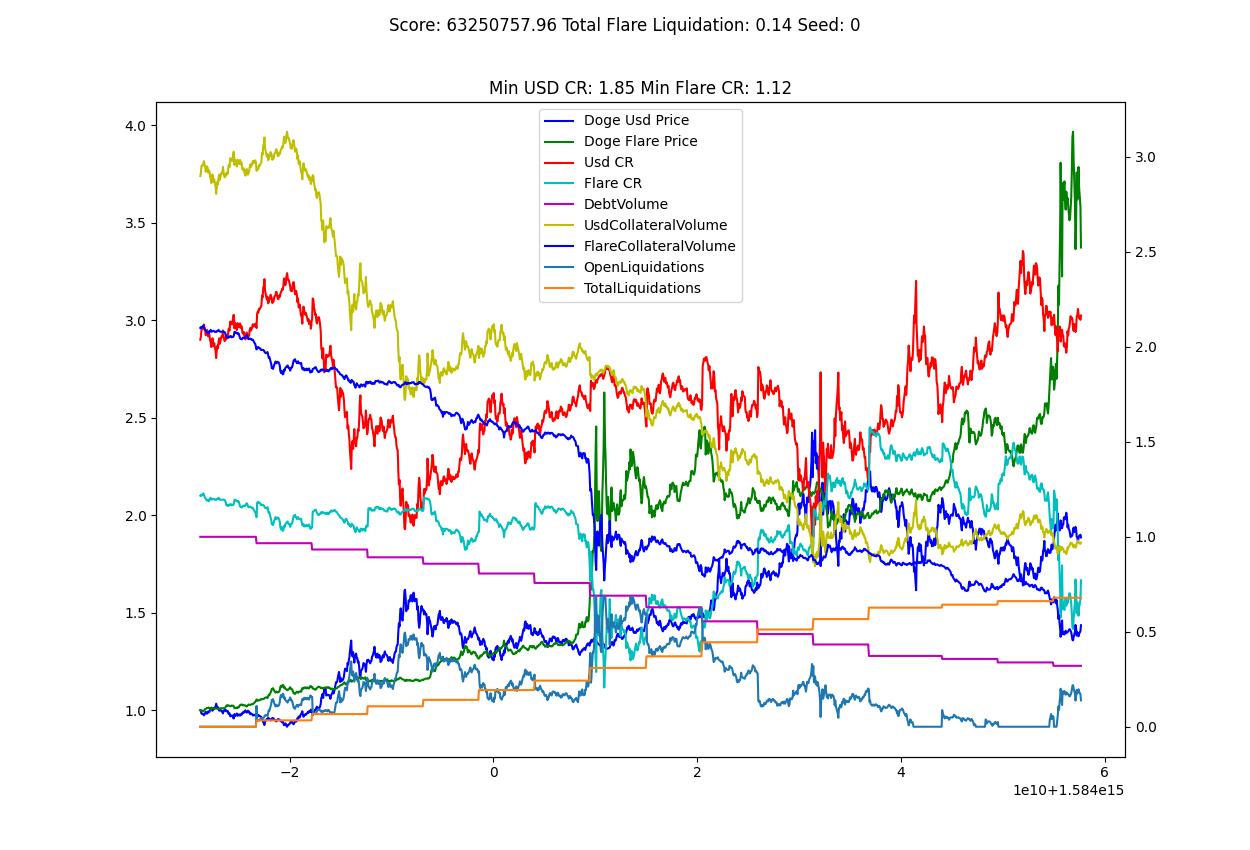 Score: 63250757.96 Total Flare Liquidation: 0.14 Seed: 0
Min USD CR: 1.85 Min Flare CR: 1.12
Doge Usd Price
Doge Flare Price
Usd CR
Flare CR
DebtVolume
UsdCollateralVolume
FlareCollateralVolume
OpenLiquidations
TotalLiquidations
4.0
3.5
3.0
2.5
2.0
1.5
1.0
3.0
2.5
2.0
1.5
1.0
0.5
0.0
−2
0
2
4
6
1e10+1.584e15